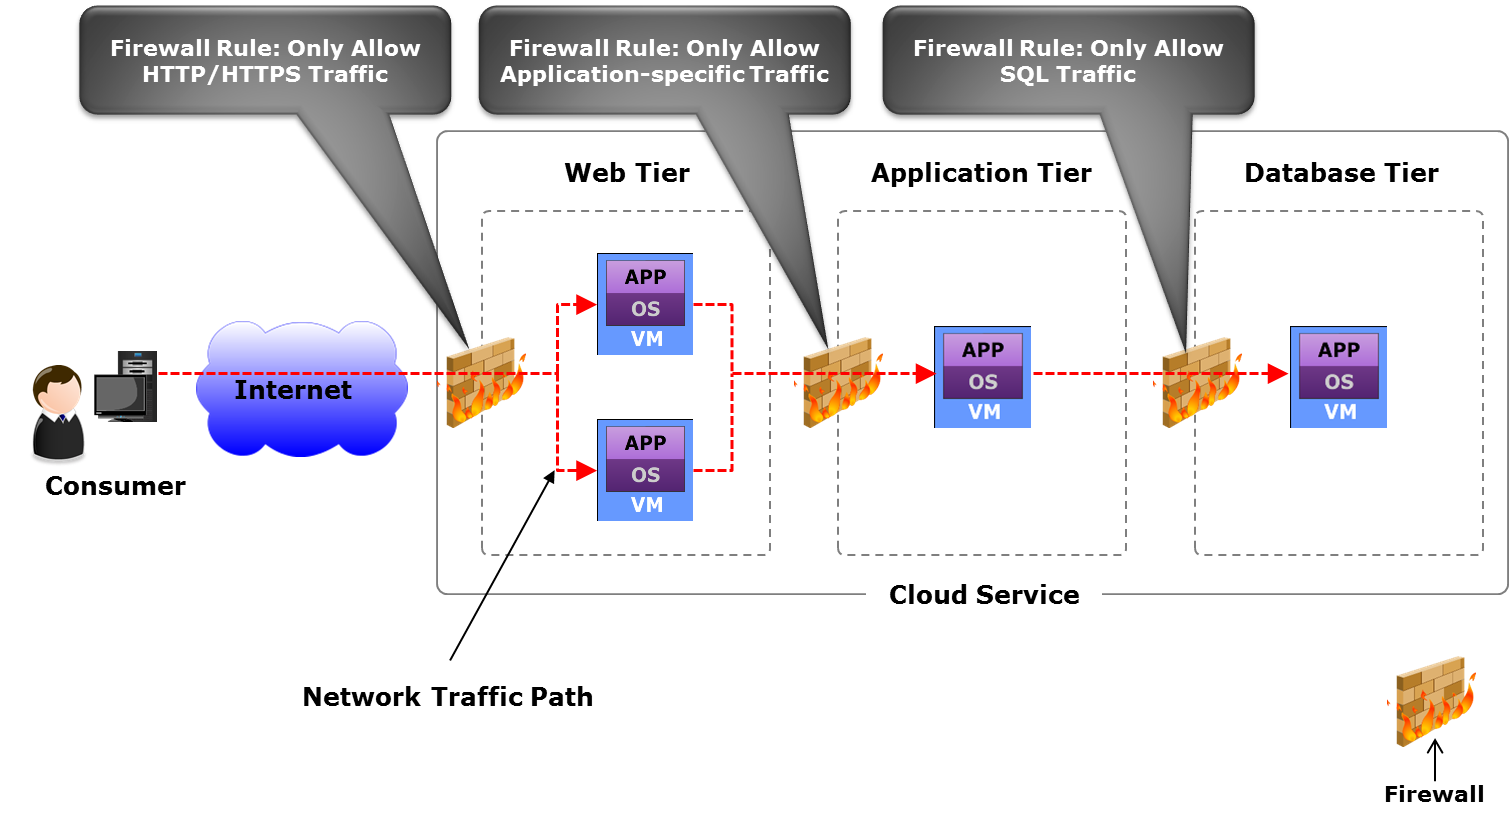 Firewall Rule: Only Allow
HTTP/HTTPS Traffic
Firewall Rule: Only Allow
Application-specific Traffic
Firewall Rule: Only Allow
SQL Traffic
Web Tier
Application Tier
Database Tier
APP
OS
VM
APP
OS
VM
APP
OS
VM
APP
OS
VM
Internet
Consumer
Cloud Service
Network Traffic Path
Firewall